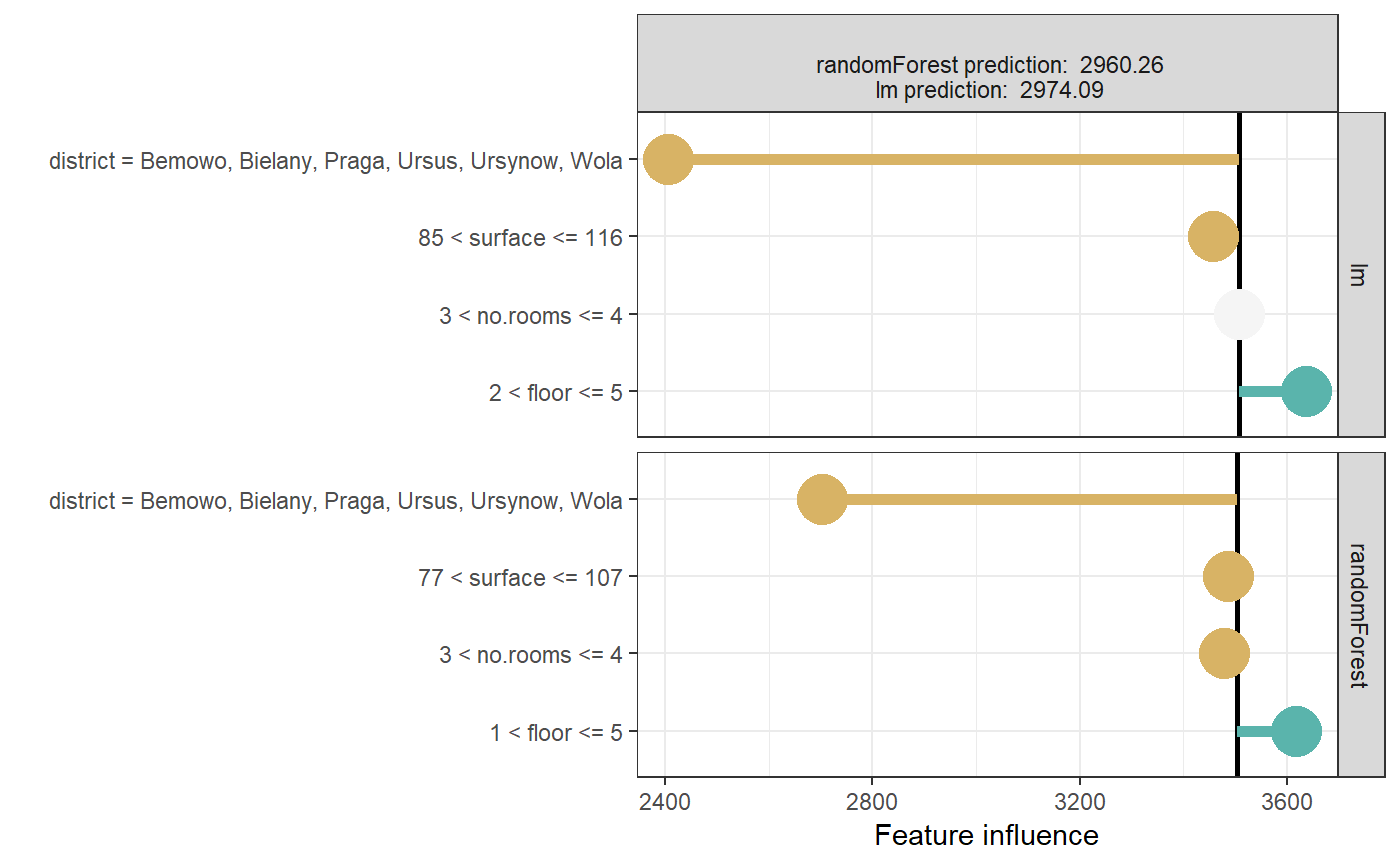 randomForest prediction:  2960.26
lm prediction:  2974.09
district = Bemowo, Bielany, Praga, Ursus, Ursynow, Wola
85 < surface <= 116
3 < no.rooms <= 4
2 < floor <= 5
lm
district = Bemowo, Bielany, Praga, Ursus, Ursynow, Wola
77 < surface <= 107
3 < no.rooms <= 4
1 < floor <= 5
randomForest
2400 2800 3200 3600
Feature influence